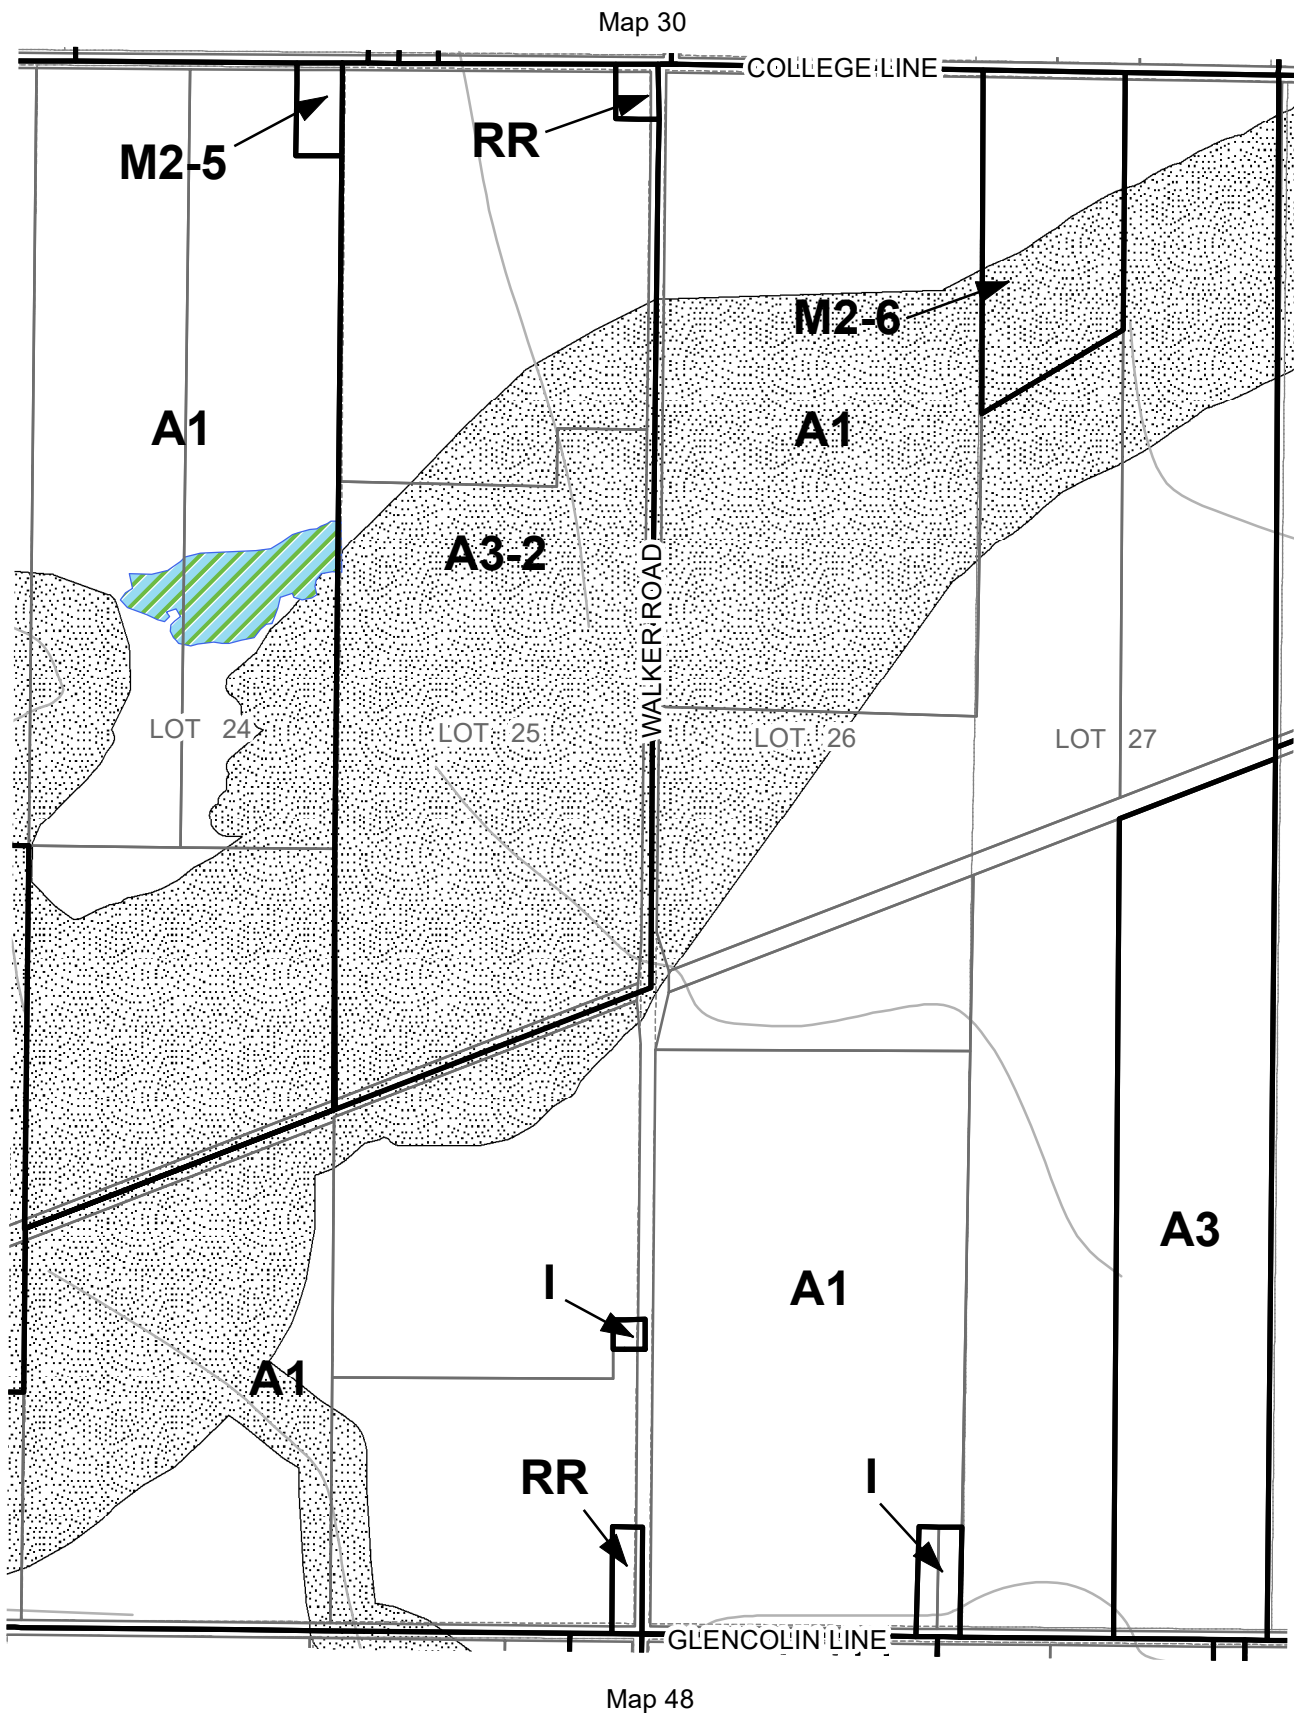 Map 30
COLLEGE LINE
M2-5
RR
M2-6
A1
A1
A3-2
WALKER ROAD
LOT 24
LOT 25
LOT 26
LOT 27
A3
I
A1
A1
RR
I
GLENCOLIN LINE
Map 48